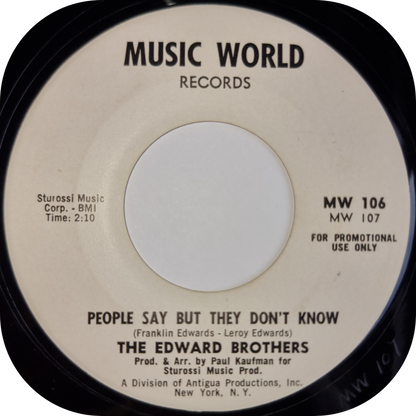 MUSIC WORLD
RECORDS
Sturossi Music
Corp. - BMI
Time: 2:10
MW 106
MW 107
FOR PROMOTIONAL
USE ONLY
PEOPLE SAY BUT THEY DON'T KNOW
(Franklin Edwards - Leroy Edwards)
THE EDWARD BROTHERS
Prod. & Arr. by Paul Kaufman for
Sturossi Music Prod.
A Division of Antigua Productions, Inc.
New York, N.Y.
MW 107